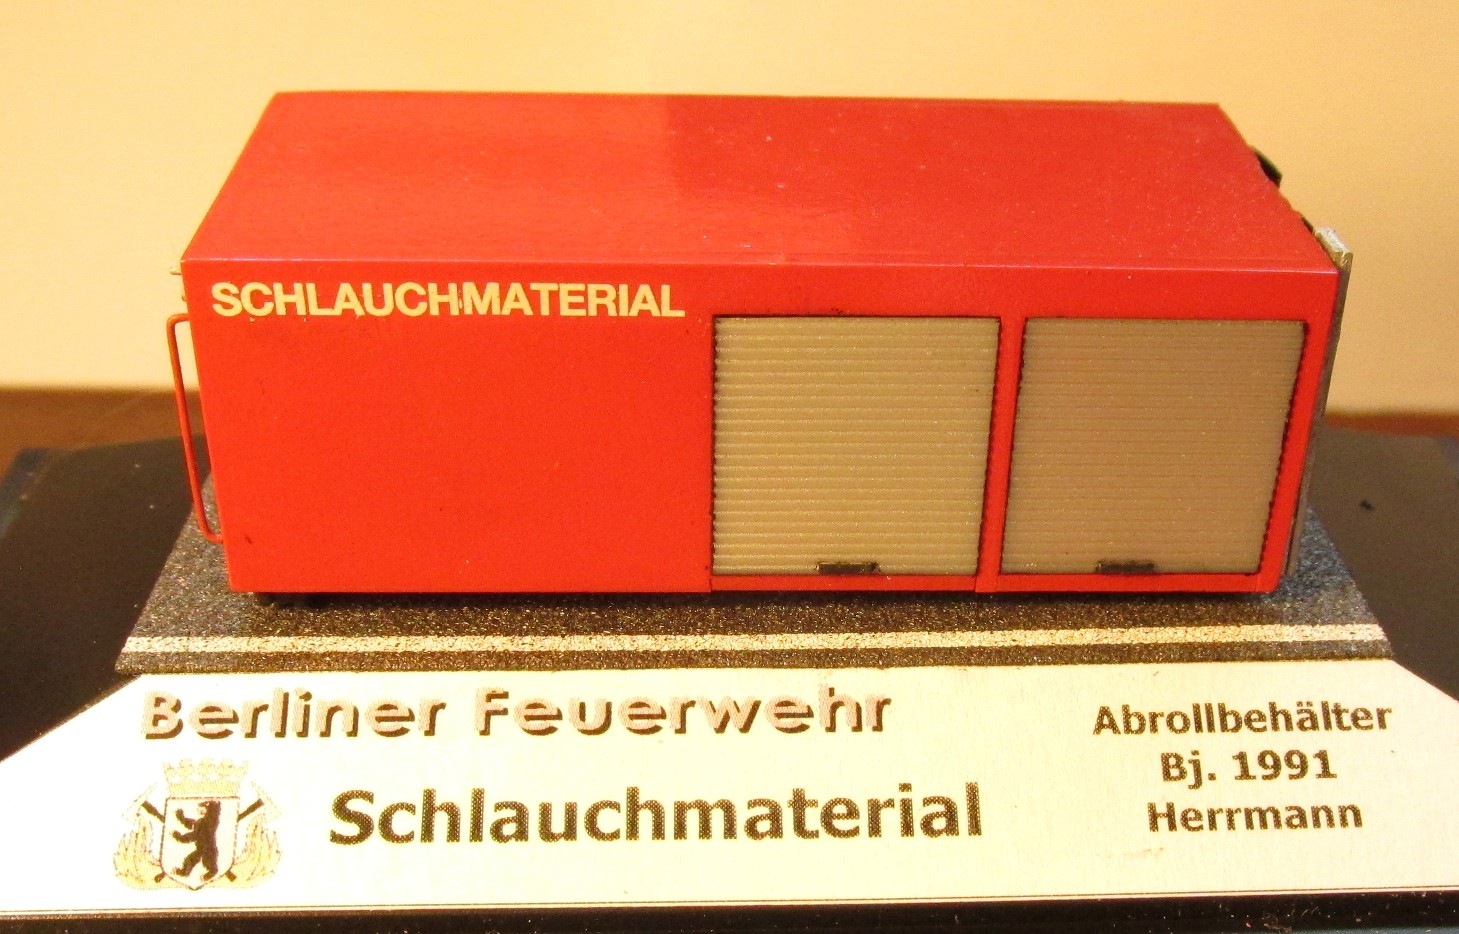 SCHLAUCHMATERIAL
Berliner Feuerwehr
Schlauchmaterial
Abrollbehälter
Bj. 1991
Herrmann